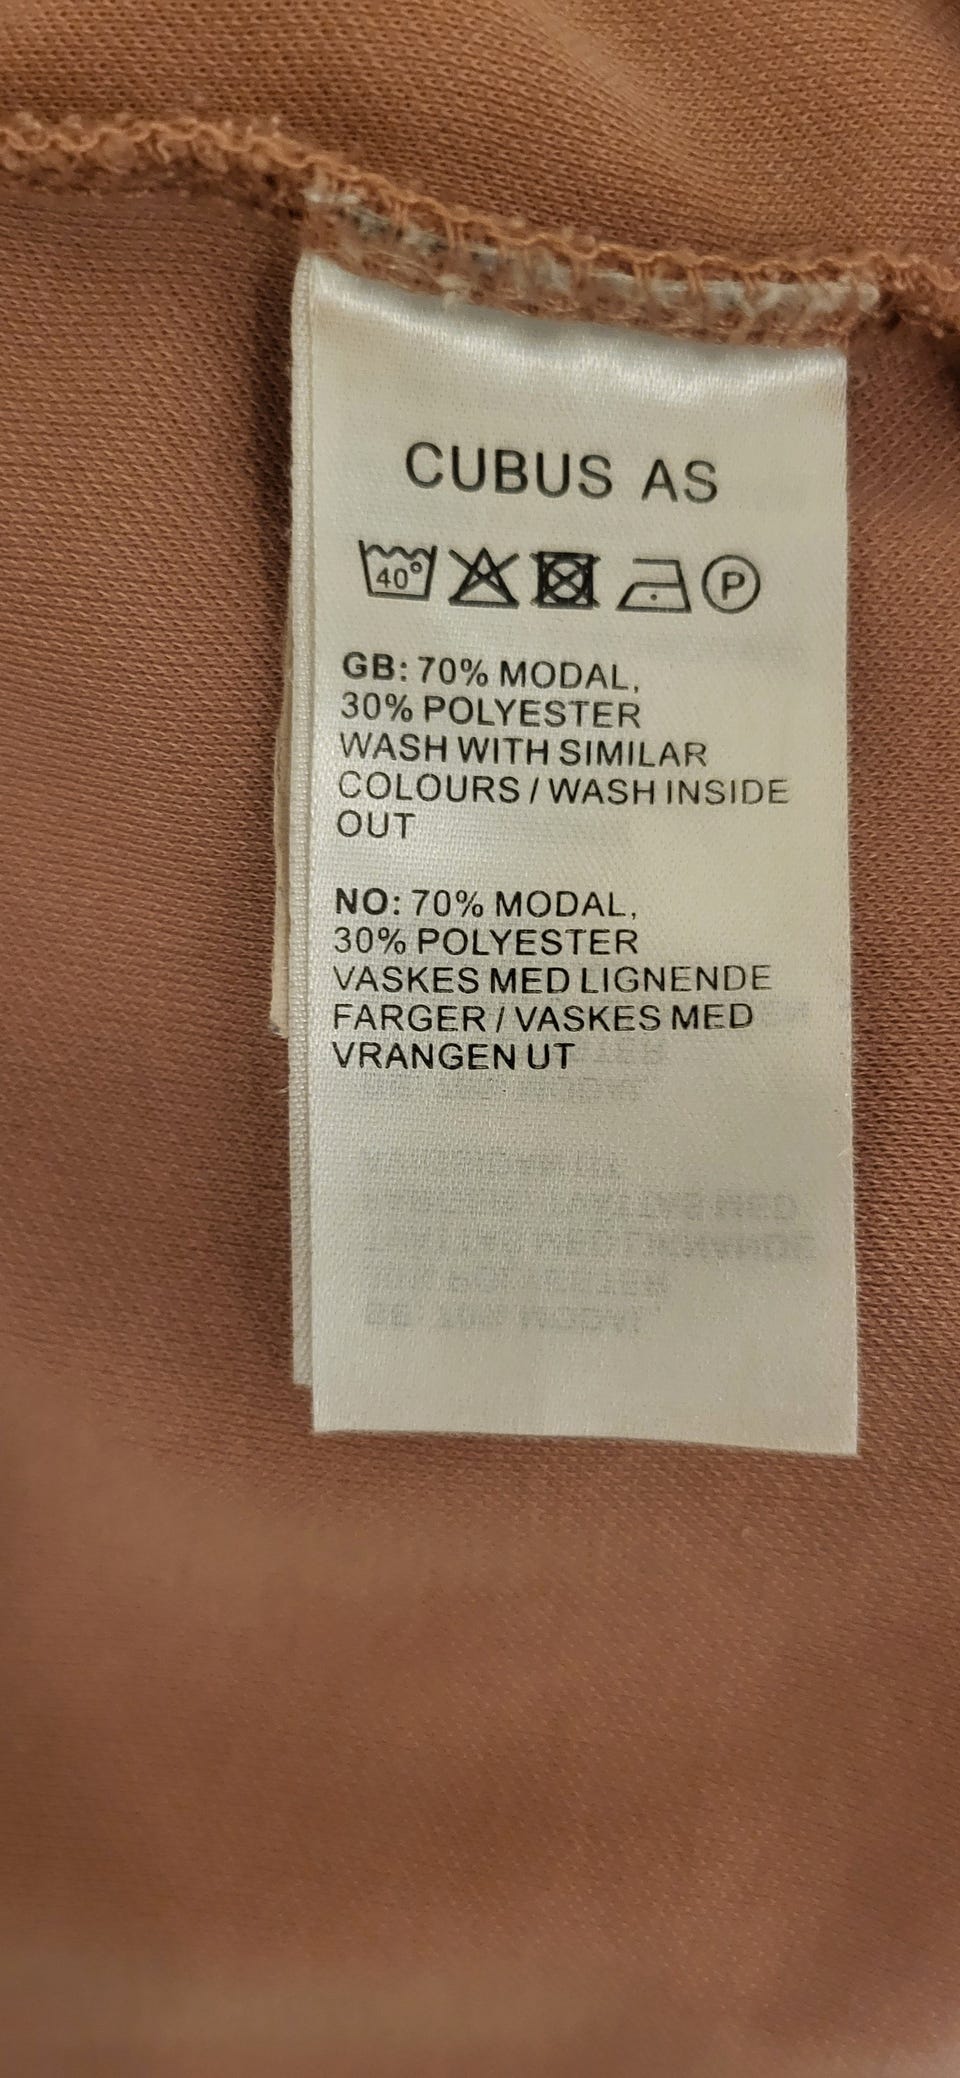 CUBUS AS
40°
P
GB: 70% MODAL,
30% POLYESTER
WASH WITH SIMILAR
COLOURS / WASH INSIDE
OUT
NO: 70% MODAL,
30% POLYESTER
VASKES MED LIGNENDE
FARGER / VASKES MED
VRANGEN UT